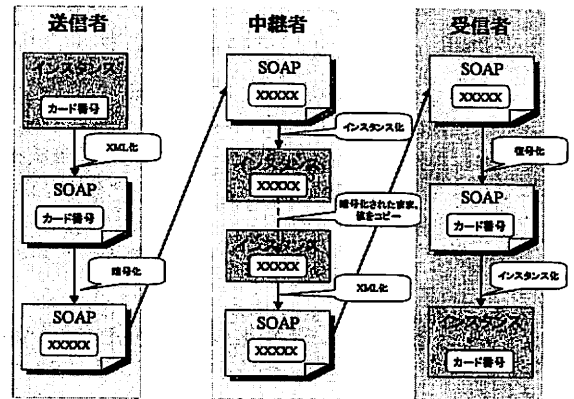 送信者
インスタンス
カード番号
XML化
SOAP
カード番号
暗号化
SOAP
XXXXX
中継者
SOAP
XXXXX
インスタンス化
インスタンス
XXXXX
暗号化されたまま、
値をコピー
インスタンス
XXXXX
XML化
SOAP
XXXXX
受信者
SOAP
XXXXX
復号化
SOAP
カード番号
インスタンス化
インスタンス
カード番号